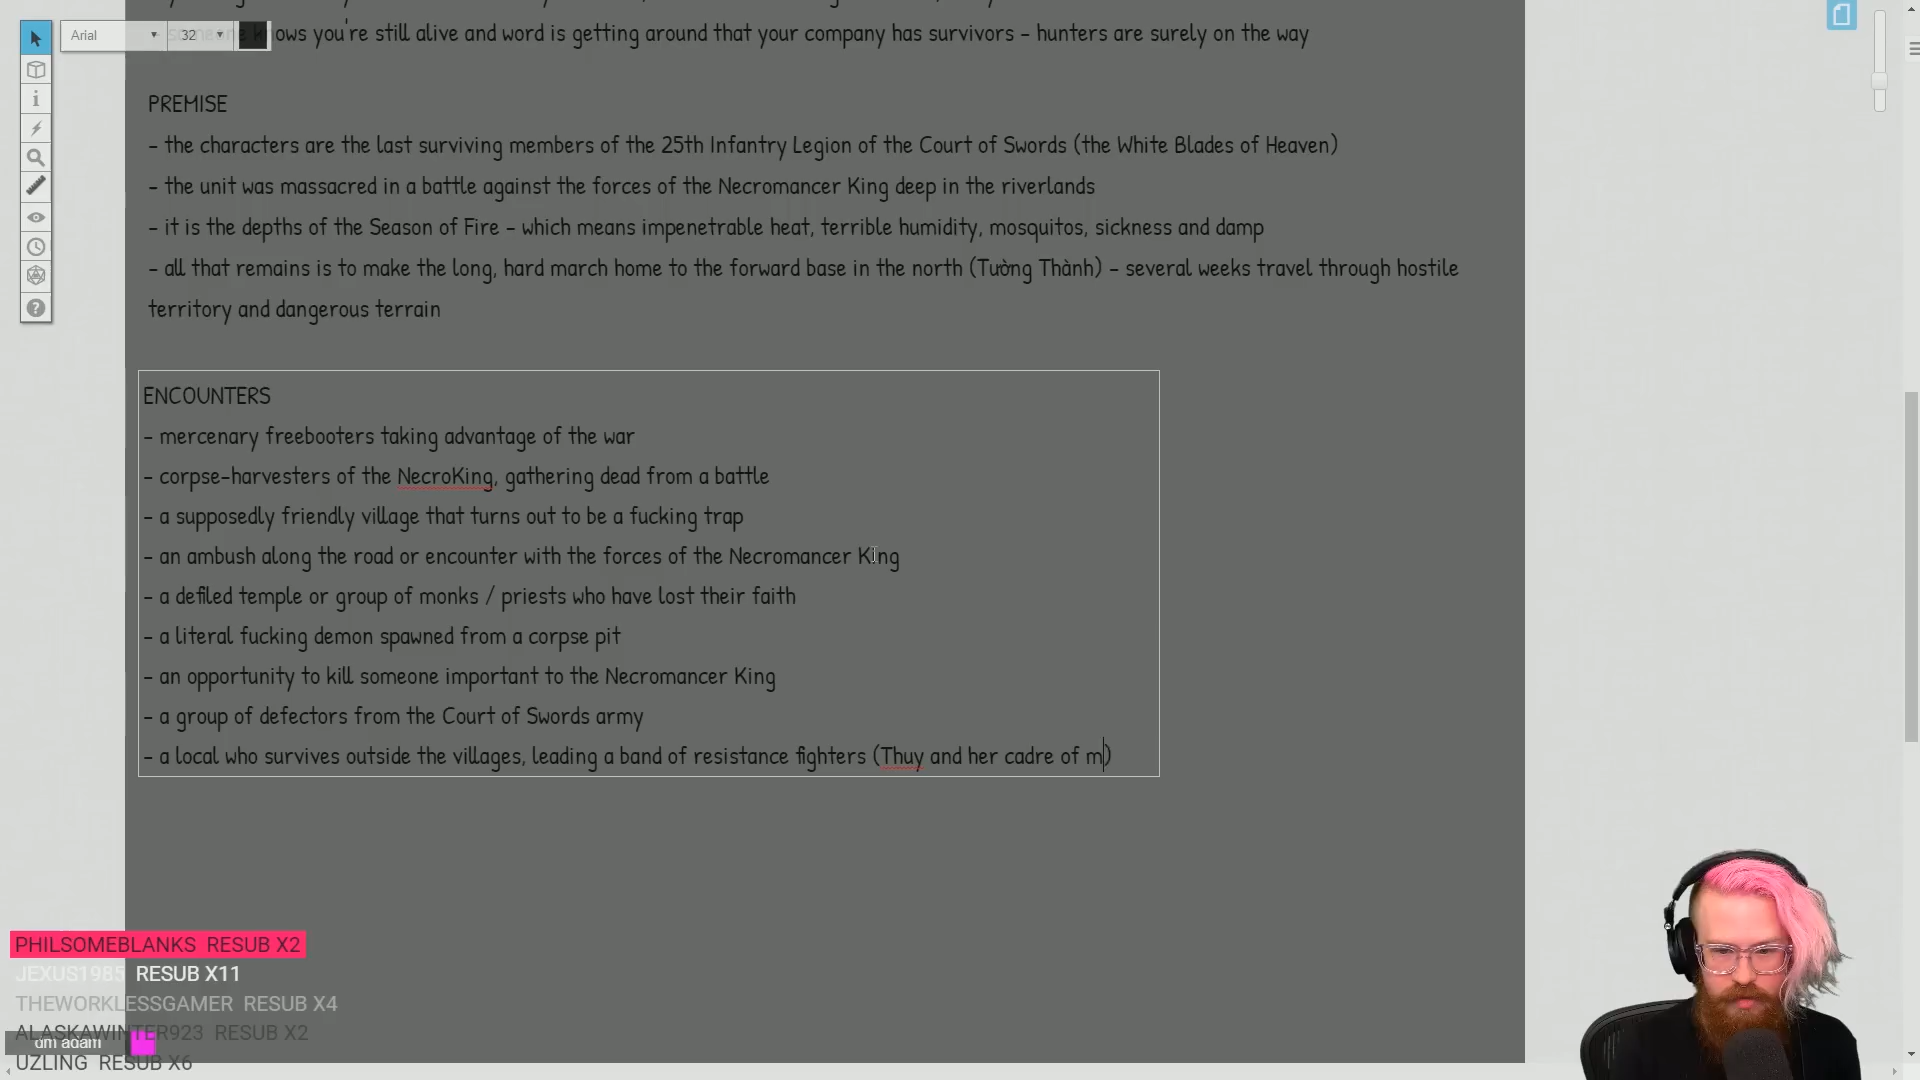 Arial
32
- someone knows you're still alive and word is getting around that your company has survivors - hunters are surely on the way
PREMISE
- the characters are the last surviving members of the 25th Infantry Legion of the Court of Swords (the White Blades of Heaven)
- the unit was massacred in a battle against the forces of the Necromancer King deep in the riverlands
- it is the depths of the Season of Fire - which means impenetrable heat, terrible humidity, mosquitos, sickness and damp
- all that remains is to make the long, hard march home to the forward base in the north (Tường Thành) - several weeks travel through hostile
territory and dangerous terrain
ENCOUNTERS
- mercenary freebooters taking advantage of the war
- corpse-harvesters of the NecroKing, gathering dead from a battle
- a supposedly friendly village that turns out to be a fucking trap
- an ambush along the road or encounter with the forces of the Necromancer King
- a defiled temple or group of monks / priests who have lost their faith
- a literal fucking demon spawned from a corpse pit
- an opportunity to kill someone important to the Necromancer King
- a group of defectors from the Court of Swords army
- a local who survives outside the villages, leading a band of resistance fighters (Thuy and her cadre of m)
PHILSOMEBLANKS RESUB X2
JEXUS1985 RESUB X11
THEWORKLESSGAMER RESUB X4
ALASKAWINTER923 RESUB X2
dm adam
UZLING RESUB X6